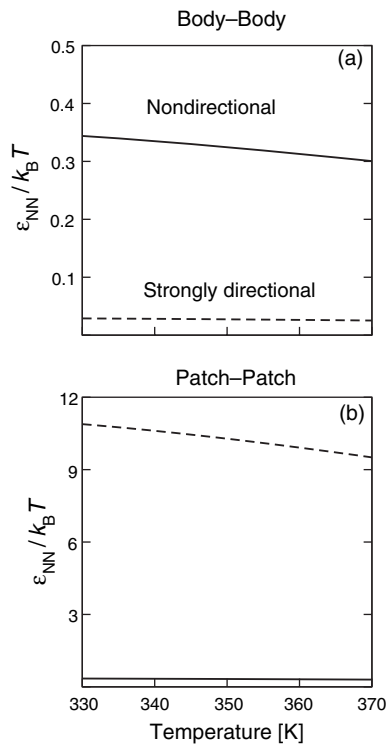 Body–Body
0.5
(a)
0.4
Nondirectional
0.3
ε_NN / k_B T
0.2
0.1
Strongly directional
Patch–Patch
12
(b)
9
ε_NN / k_B T
6
3
330 340 350 360 370
Temperature [K]